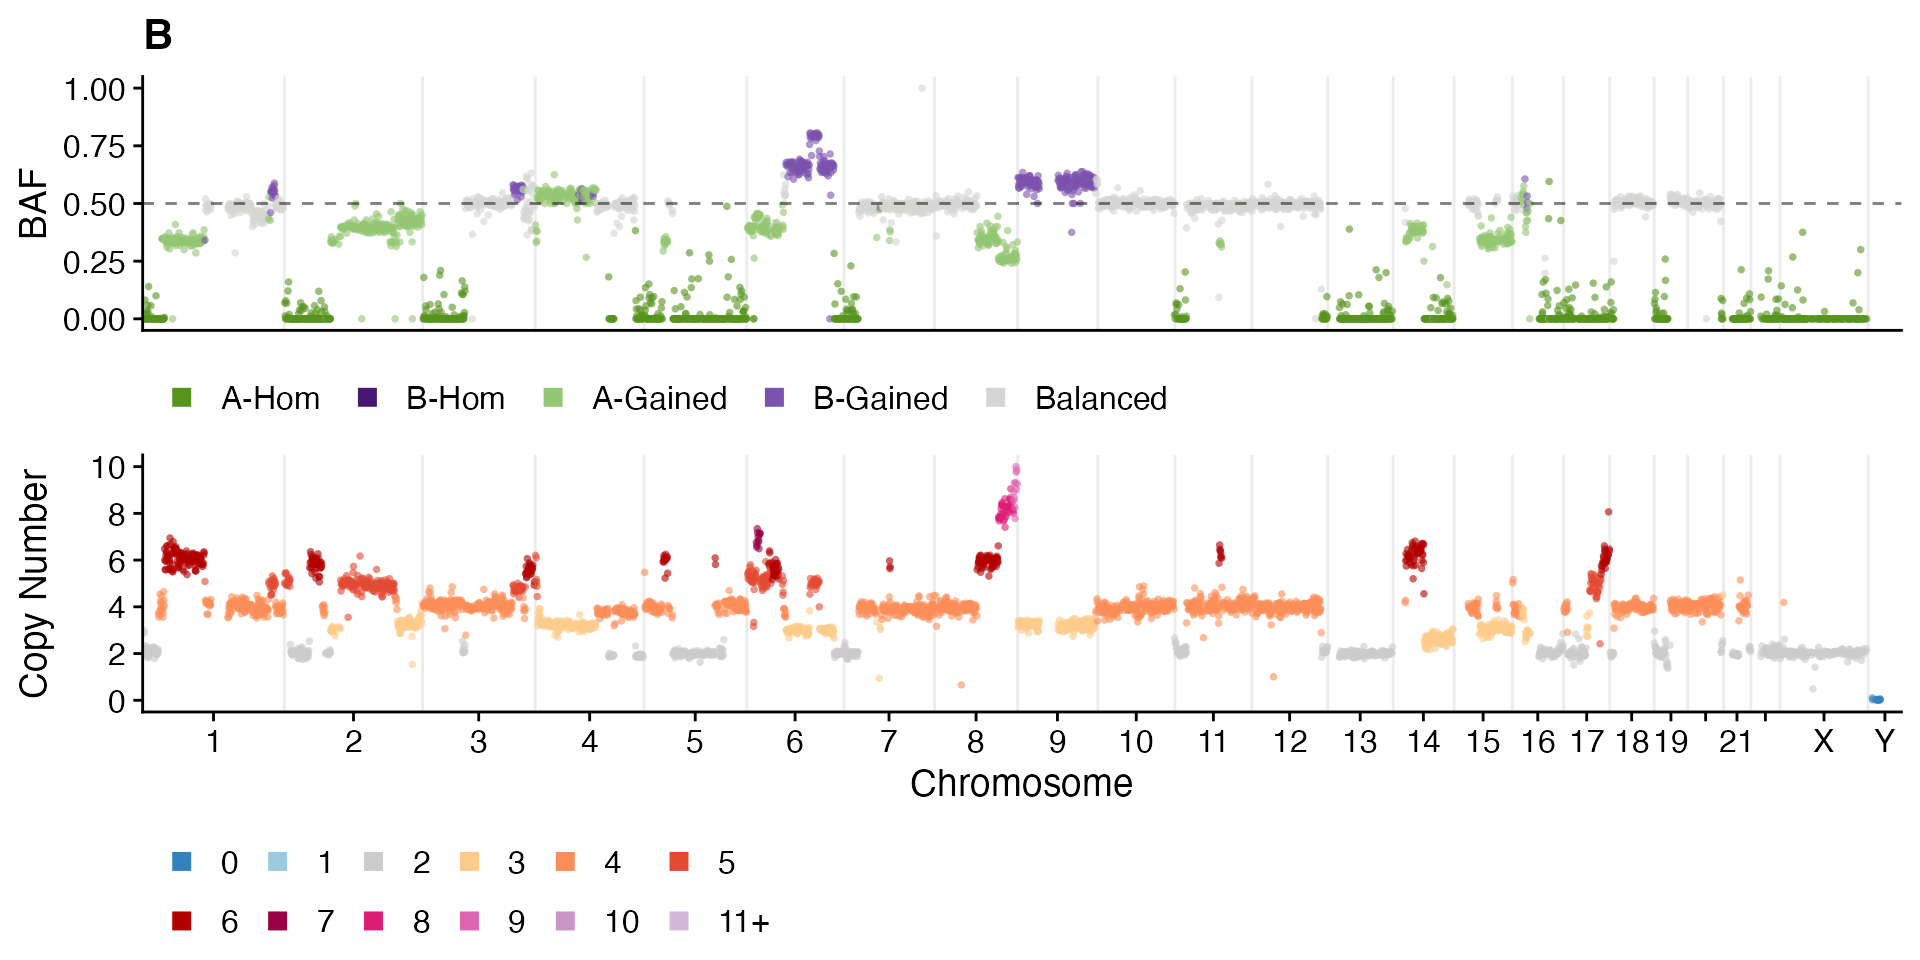 B
1.00
0.75
0.50
0.25
0.00
BAF
A-Hom B-Hom A-Gained B-Gained Balanced
10
8
6
4
2
0
Copy Number
1 2 3 4 5 6 7 8 9 10 11 12 13 14 15 16 17 18 19 21 X Y
Chromosome
0 1 2 3 4 5
6 7 8 9 10 11+